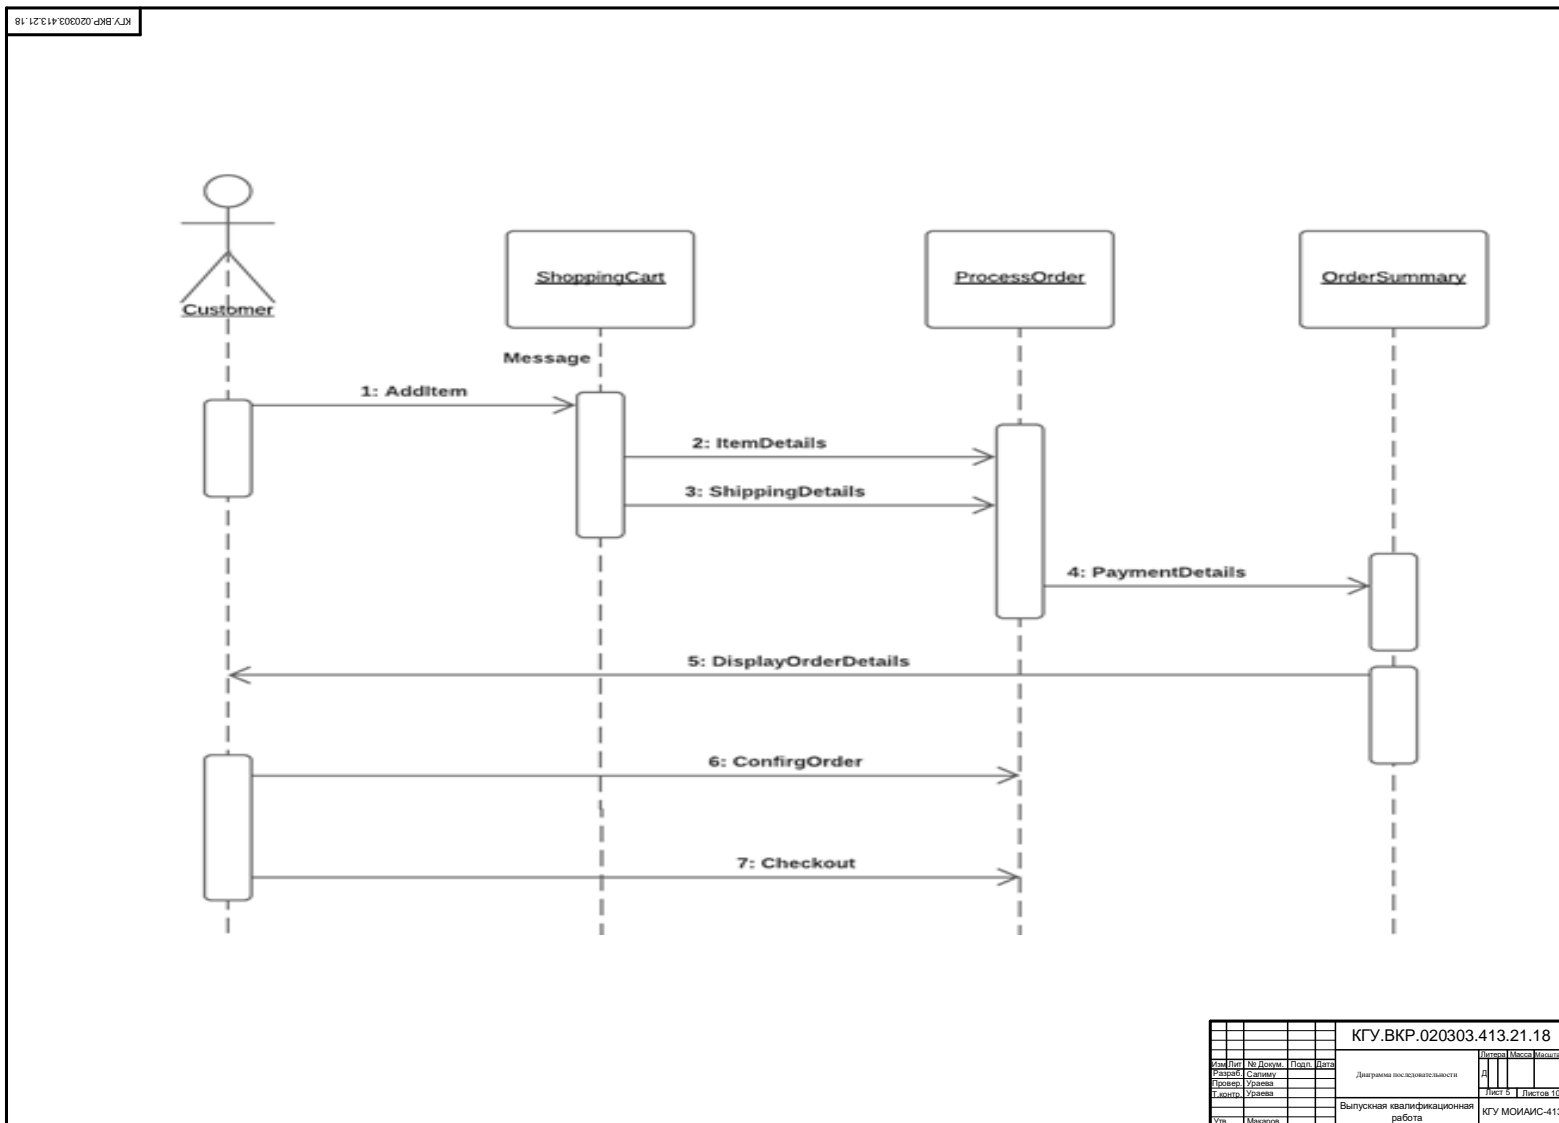 КГУ.ВКР.020303.413.21.18
Customer
ShoppingCart
ProcessOrder
OrderSummary
Message
1: AddItem
2: ItemDetails
3: ShippingDetails
4: PaymentDetails
5: DisplayOrderDetails
6: ConfirgOrder
7: Checkout
КГУ.ВКР.020303.413.21.18
Литера Масса Масшта
Изм Лит № Докум. Подп. Дата
Разраб. Салиму
Провер. Ураева
Т.контр. Ураева
Диаграмма последовательности
Д
Лист 5 Листов 10
Выпускная квалификационная
работа
КГУ МОИАИС-413
Утв. Макаров